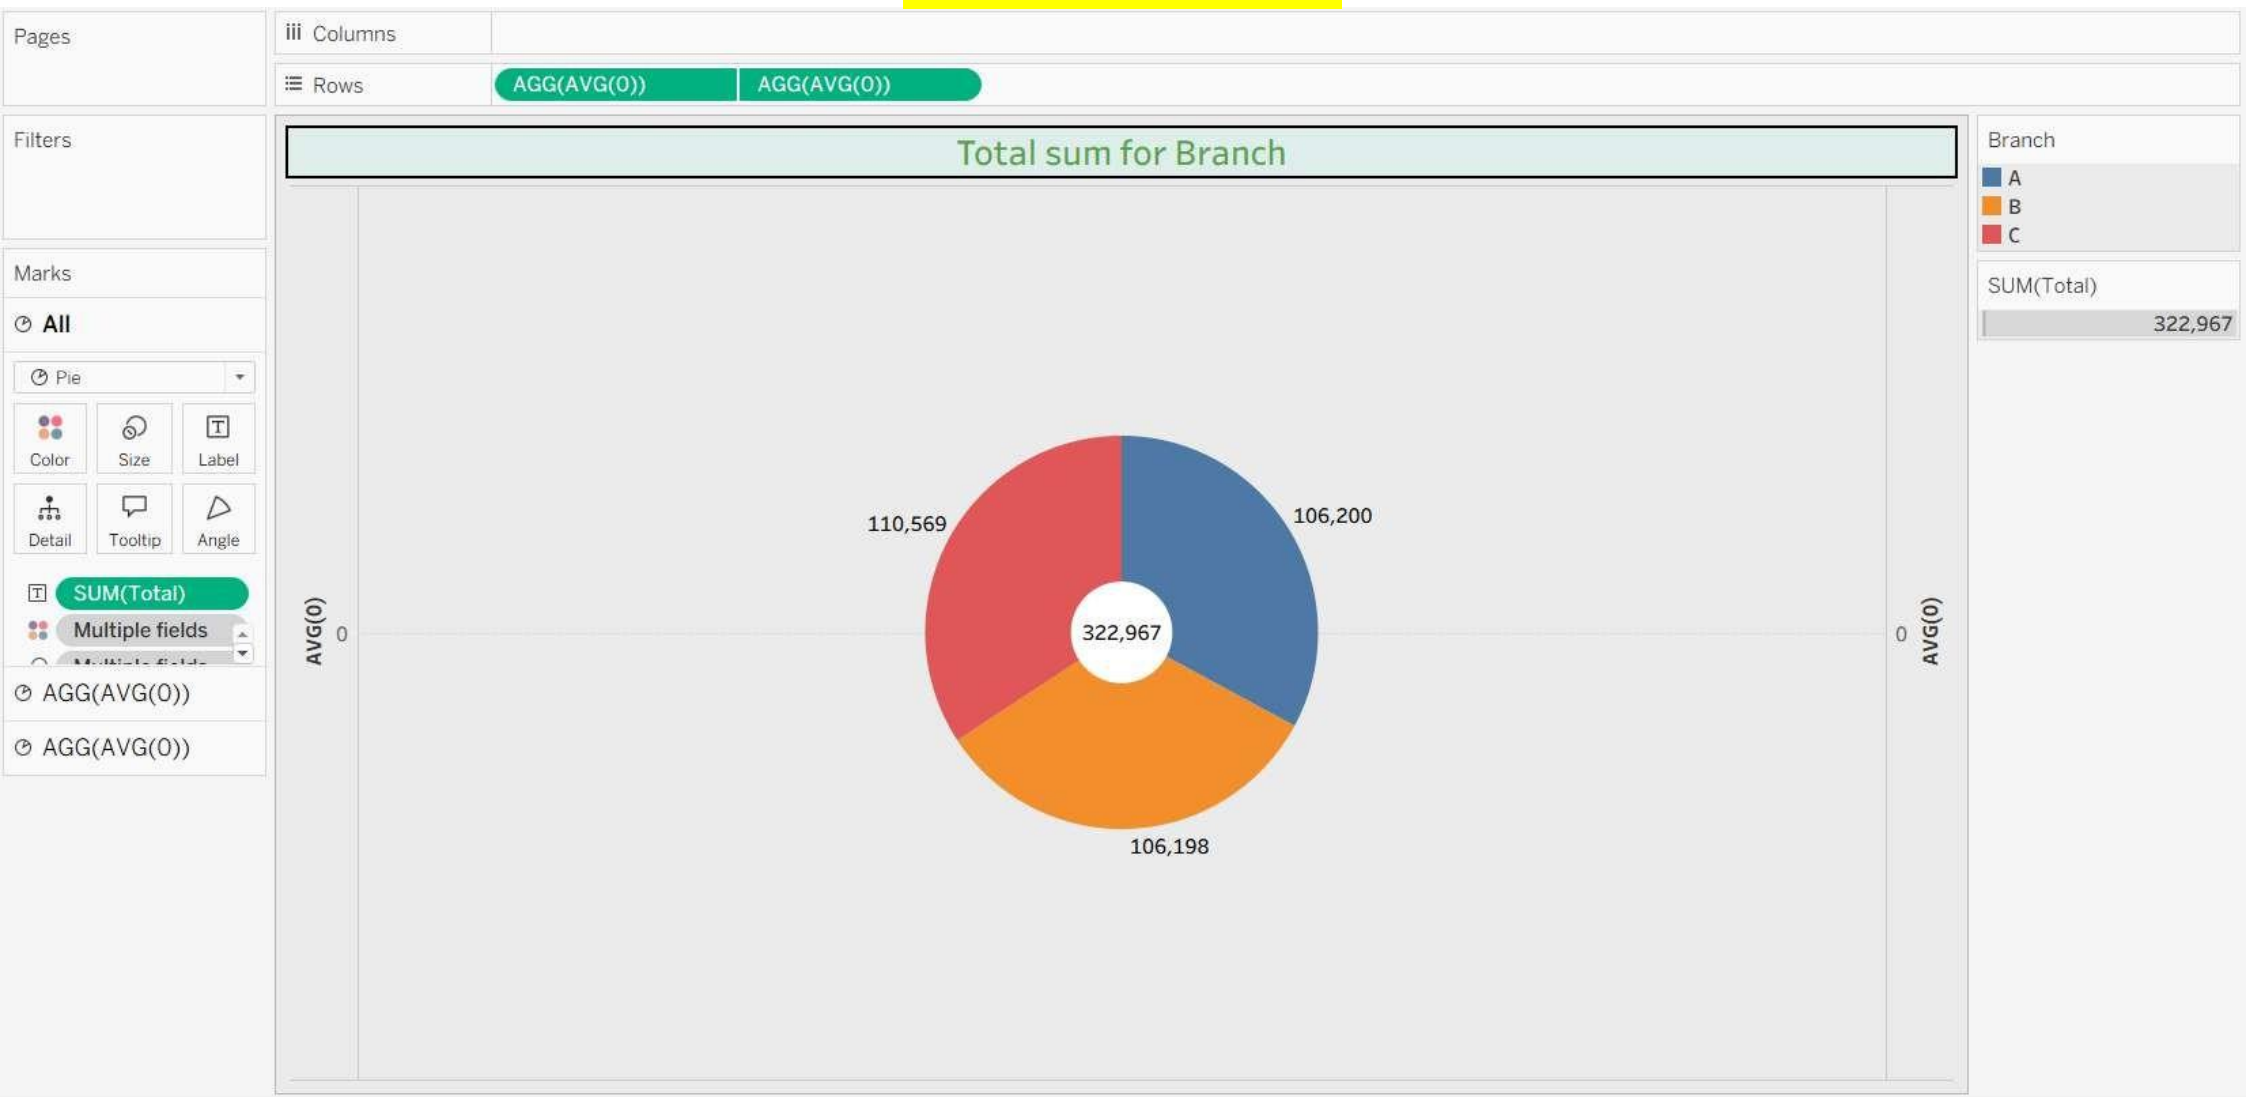 Pages
Columns
Rows
AGG(AVG(0))
AGG(AVG(0))
Filters
Marks
All
Pie
Color
Size
Label
Detail
Tooltip
Angle
SUM(Total)
Multiple fields
Multiple fields
AGG(AVG(0))
AGG(AVG(0))
Total sum for Branch
AVG(0)
0
110,569
106,200
322,967
106,198
0
AVG(0)
Branch
A
B
C
SUM(Total)
322,967